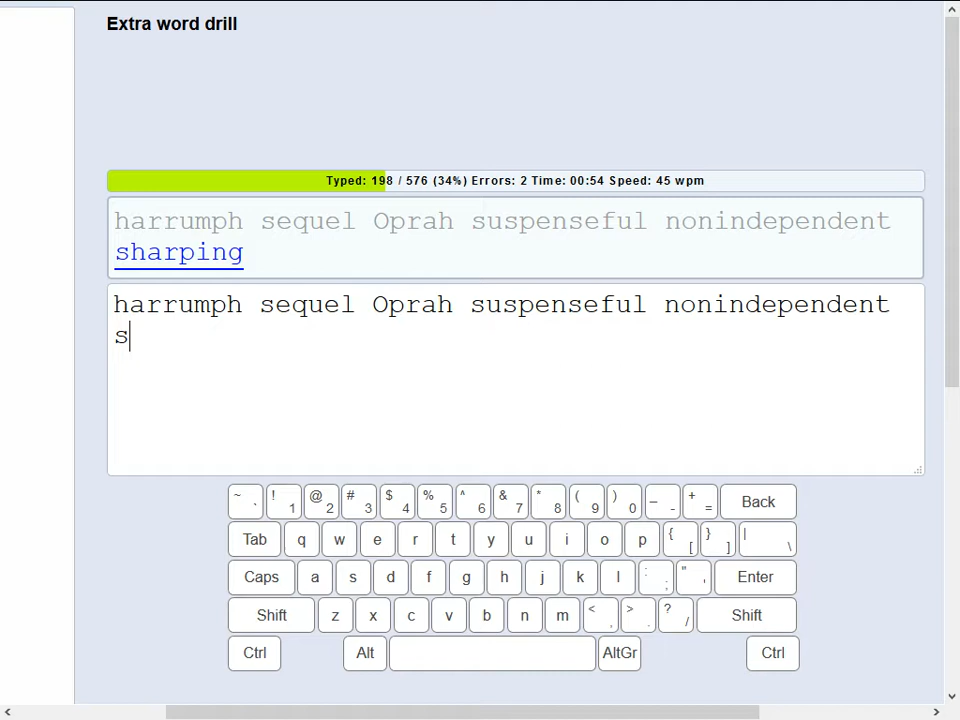 Extra word drill
Typed: 198 / 576 (34%) Errors: 2 Time: 00:54 Speed: 45 wpm
harrumph sequel Oprah suspenseful nonindependent
sharping
harrumph sequel Oprah suspenseful nonindependent
s
~ ` ! 1 @ 2 # 3 $ 4 % 5 ^ 6 & 7 * 8 ( 9 ) 0 _ - + = Back
Tab q w e r t y u i o p { [ } ] | \
Caps a s d f g h j k l : ; " ' Enter
Shift z x c v b n m < , > . ? / Shift
Ctrl Alt AltGr Ctrl